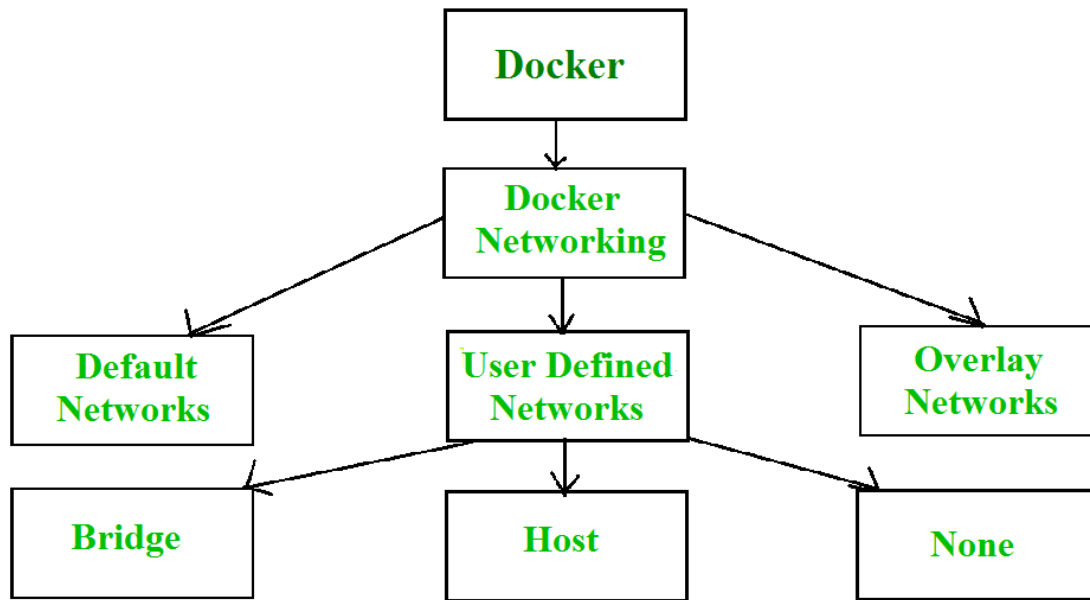 Docker
Docker
Networking
Default
Networks
User Defined
Networks
Overlay
Networks
Bridge
Host
None